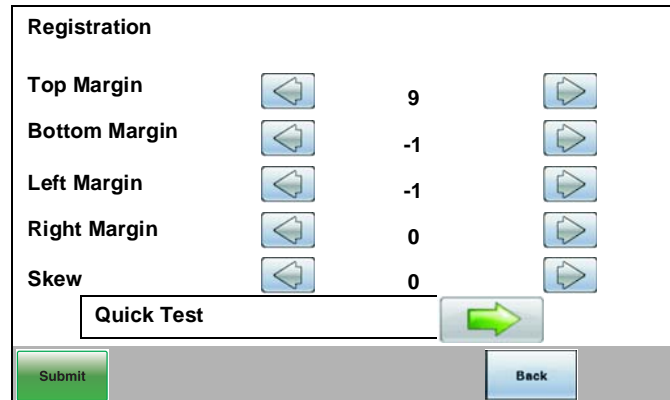 Registration
Top Margin 9
Bottom Margin -1
Left Margin -1
Right Margin 0
Skew 0
Quick Test
Submit Back